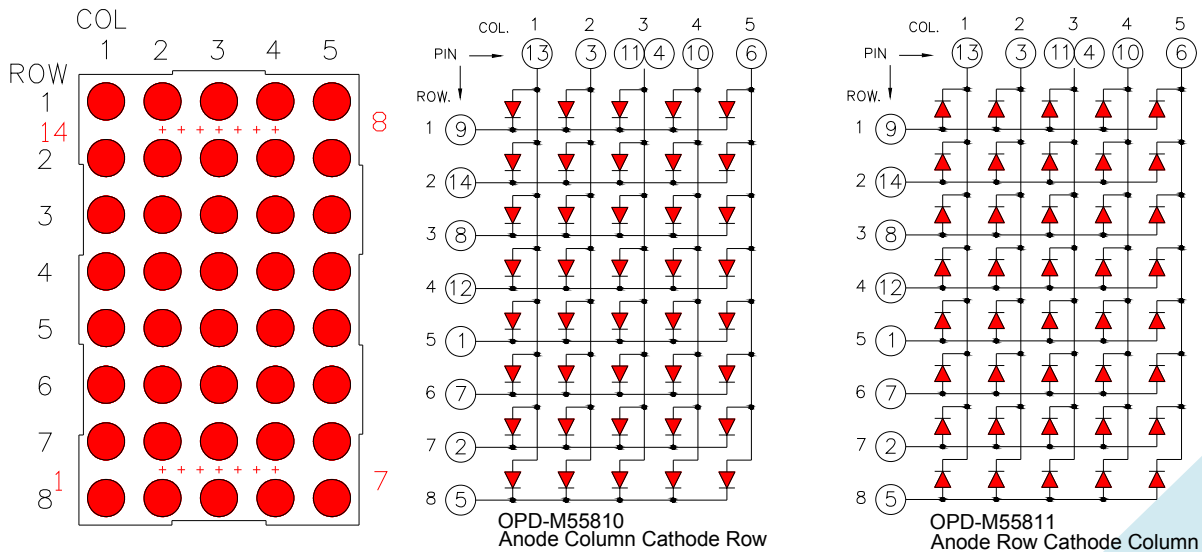 COL
1 2 3 4 5
ROW
1
14 8
2
3
4
5
6
7
1 7
8
COL. 1 2 3 4 5
PIN 13 3 11 4 10 6
ROW.
1 9
2 14
3 8
4 12
5 1
6 7
7 2
8 5
OPD-M55810
Anode Column Cathode Row
COL. 1 2 3 4 5
PIN 13 3 11 4 10 6
ROW.
1 9
2 14
3 8
4 12
5 1
6 7
7 2
8 5
OPD-M55811
Anode Row Cathode Column